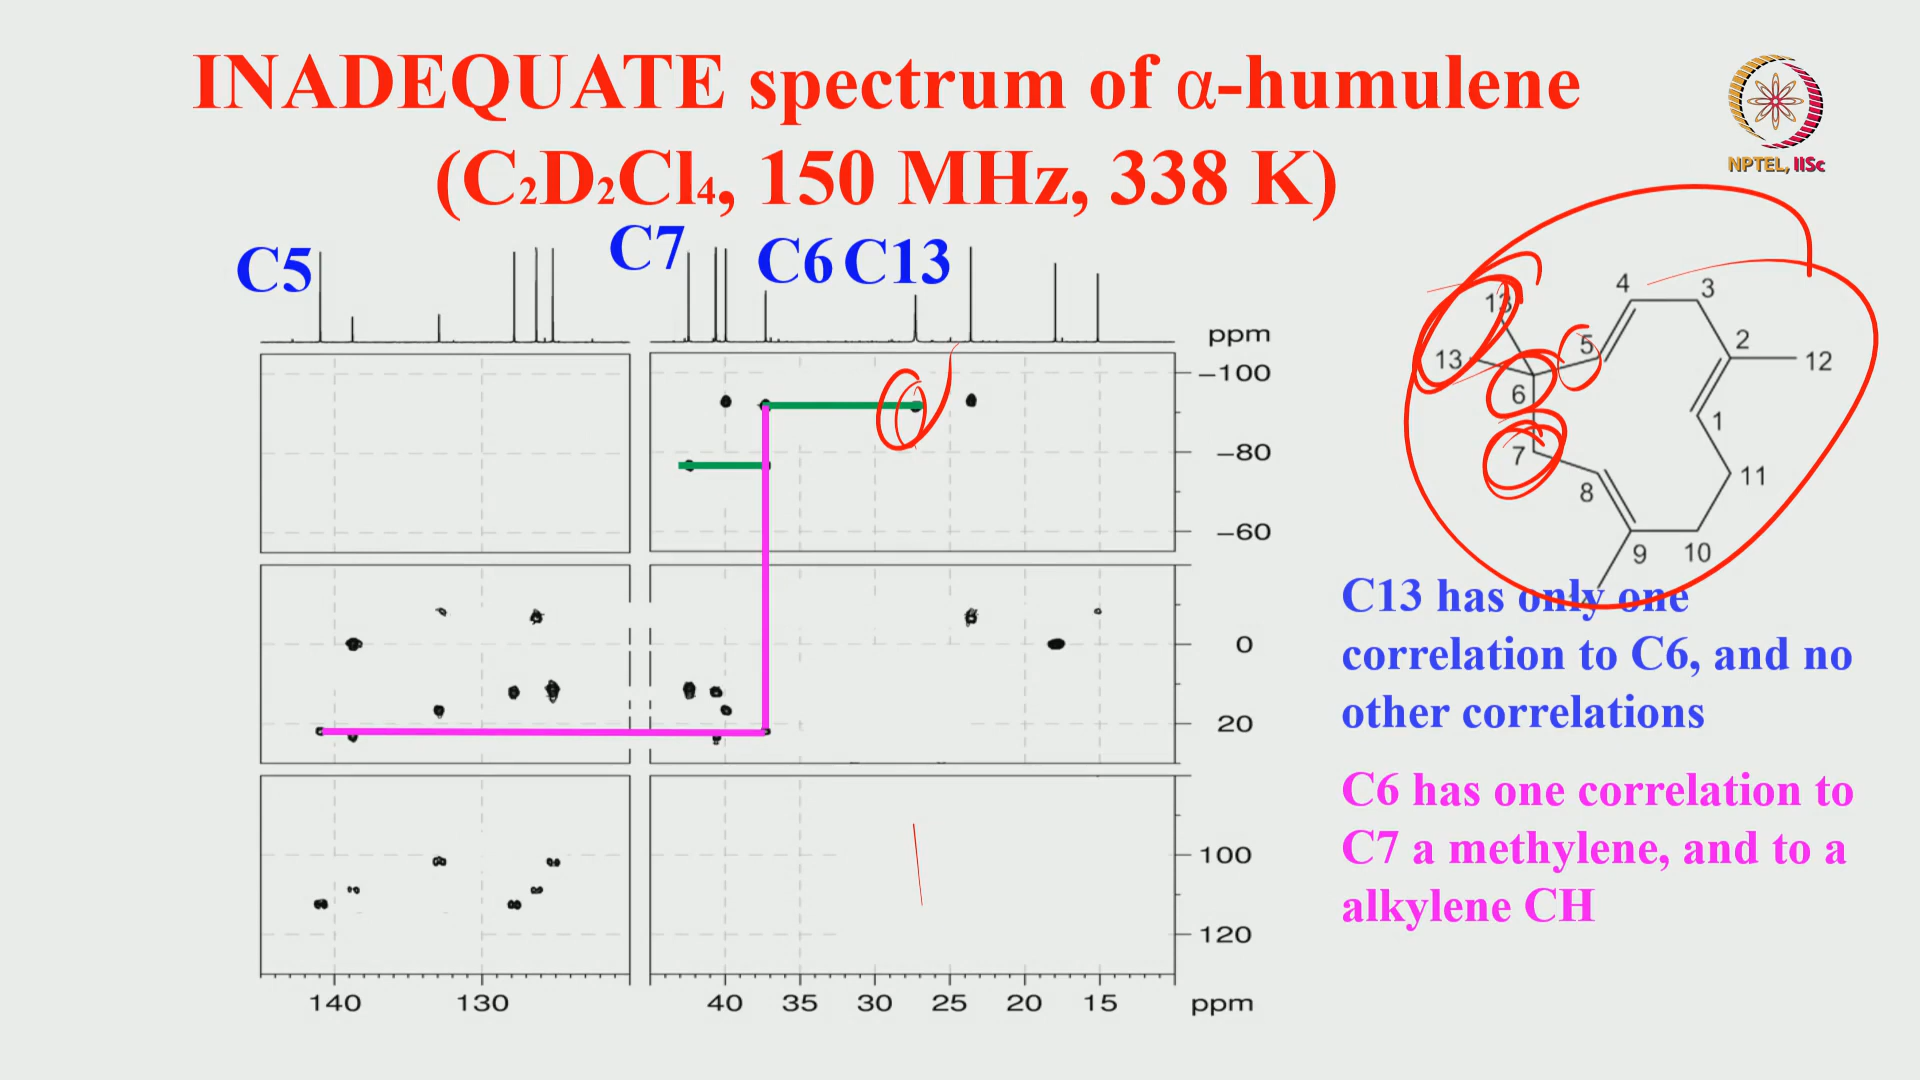 INADEQUATE spectrum of α-humulene
(C₂D₂Cl₄, 150 MHz, 338 K)
NPTEL, IISc
C5
C7
C6
C13
ppm
−100
−80
−60
0
20
100
120
140
130
40
35
30
25
20
15
ppm
13
4
3
13
5
2
12
6
1
7
8
11
9
10
C13 has only one
correlation to C6, and no
other correlations
C6 has one correlation to
C7 a methylene, and to a
alkylene CH